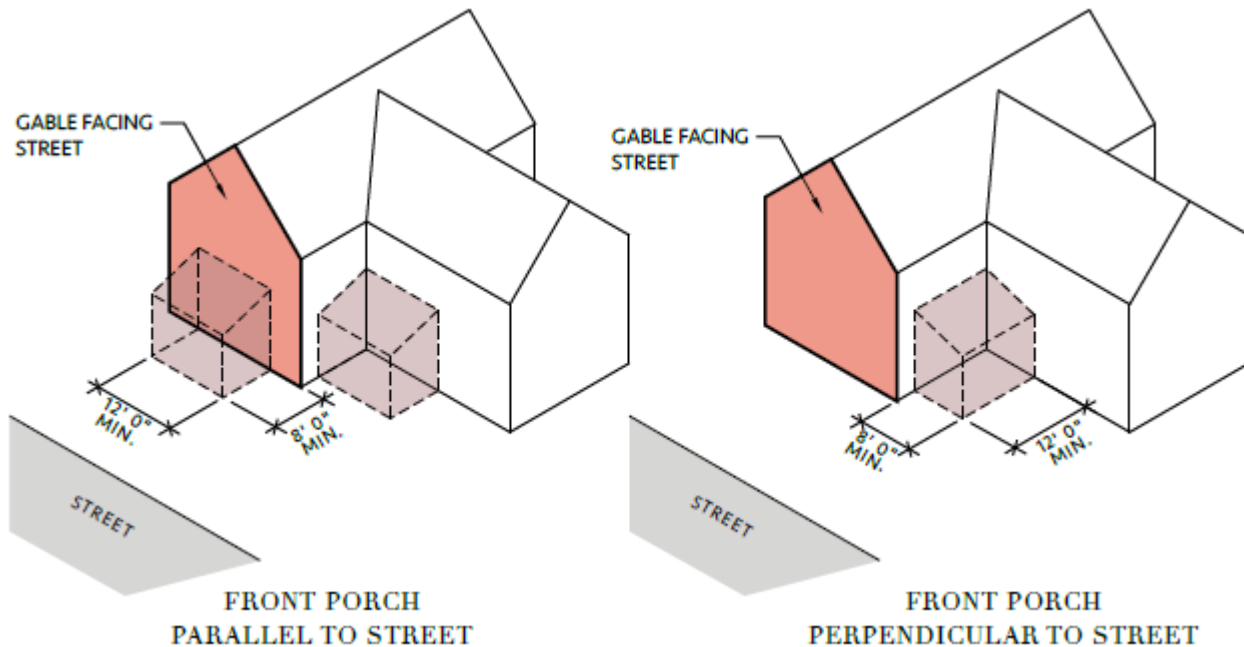 GABLE FACING
STREET
12' 0"
MIN.
8' 0"
MIN.
STREET
FRONT PORCH
PARALLEL TO STREET
GABLE FACING
STREET
8' 0"
MIN.
12' 0"
MIN.
STREET
FRONT PORCH
PERPENDICULAR TO STREET